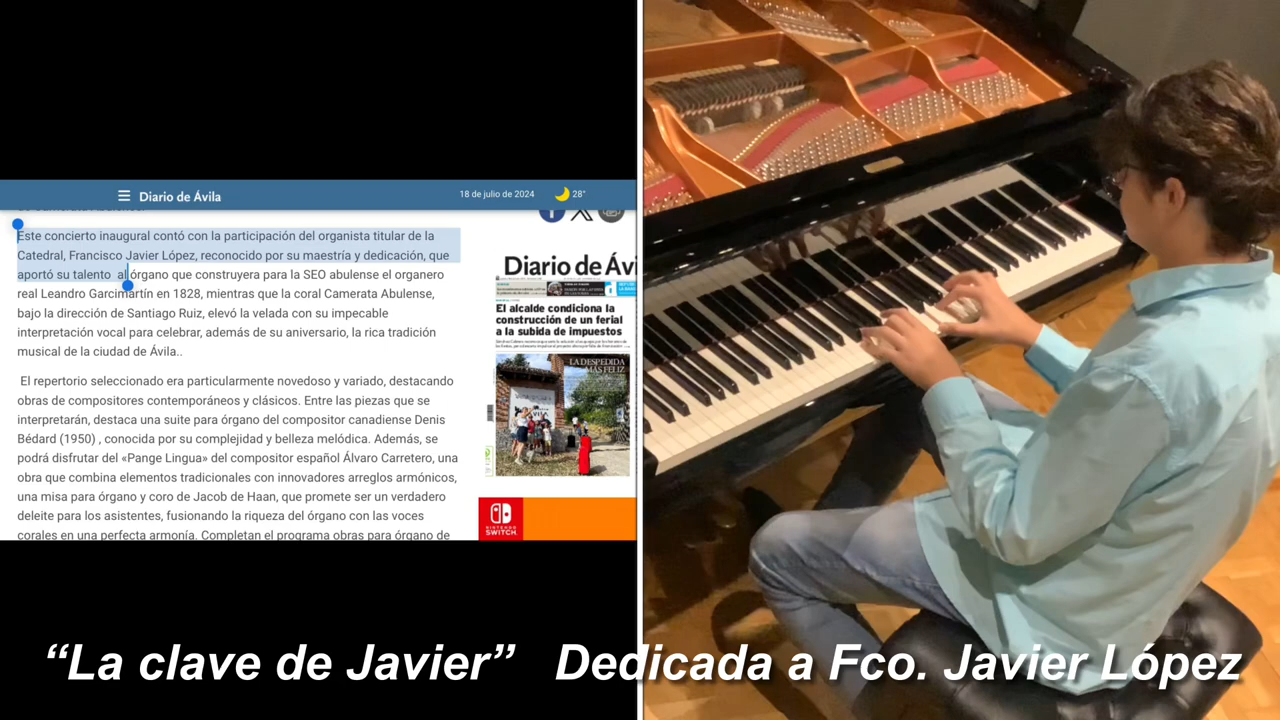 Diario de Ávila
18 de julio de 2024
28°
Este concierto inaugural contó con la participación del organista titular de la
Catedral, Francisco Javier López, reconocido por su maestría y dedicación, que
aportó su talento al órgano que construyera para la SEO abulense el organero
real Leandro Garcimartín en 1828, mientras que la coral Camerata Abulense,
bajo la dirección de Santiago Ruiz, elevó la velada con su impecable
interpretación vocal para celebrar, además de su aniversario, la rica tradición
musical de la ciudad de Ávila..
El repertorio seleccionado era particularmente novedoso y variado, destacando
obras de compositores contemporáneos y clásicos. Entre las piezas que se
interpretarán, destaca una suite para órgano del compositor canadiense Denis
Bédard (1950) , conocida por su complejidad y belleza melódica. Además, se
podrá disfrutar del «Pange Lingua» del compositor español Álvaro Carretero, una
obra que combina elementos tradicionales con innovadores arreglos armónicos,
una misa para órgano y coro de Jacob de Haan, que promete ser un verdadero
deleite para los asistentes, fusionando la riqueza del órgano con las voces
corales en una perfecta armonía. Completan el programa obras para órgano de
Diario de Ávi
El alcalde condiciona la
construcción de un ferial
a la subida de impuestos
LA DESPEDIDA
MÁS FELIZ
NINTENDO
SWITCH
“La clave de Javier” Dedicada a Fco. Javier López